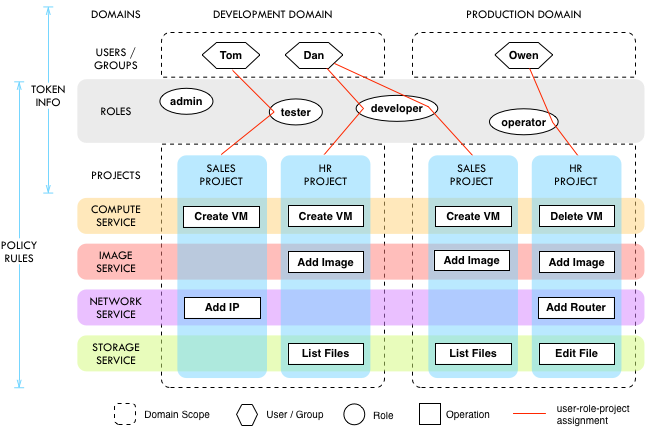 DOMAINS
DEVELOPMENT DOMAIN
PRODUCTION DOMAIN
USERS /
GROUPS
Tom
Dan
Owen
TOKEN
INFO
ROLES
admin
tester
developer
operator
PROJECTS
SALES
PROJECT
HR
PROJECT
SALES
PROJECT
HR
PROJECT
COMPUTE
SERVICE
Create VM
Create VM
Create VM
Delete VM
POLICY
RULES
IMAGE
SERVICE
Add Image
Add Image
Add Image
NETWORK
SERVICE
Add IP
Add Router
STORAGE
SERVICE
List Files
List Files
Edit File
Domain Scope
User / Group
Role
Operation
user-role-project
assignment